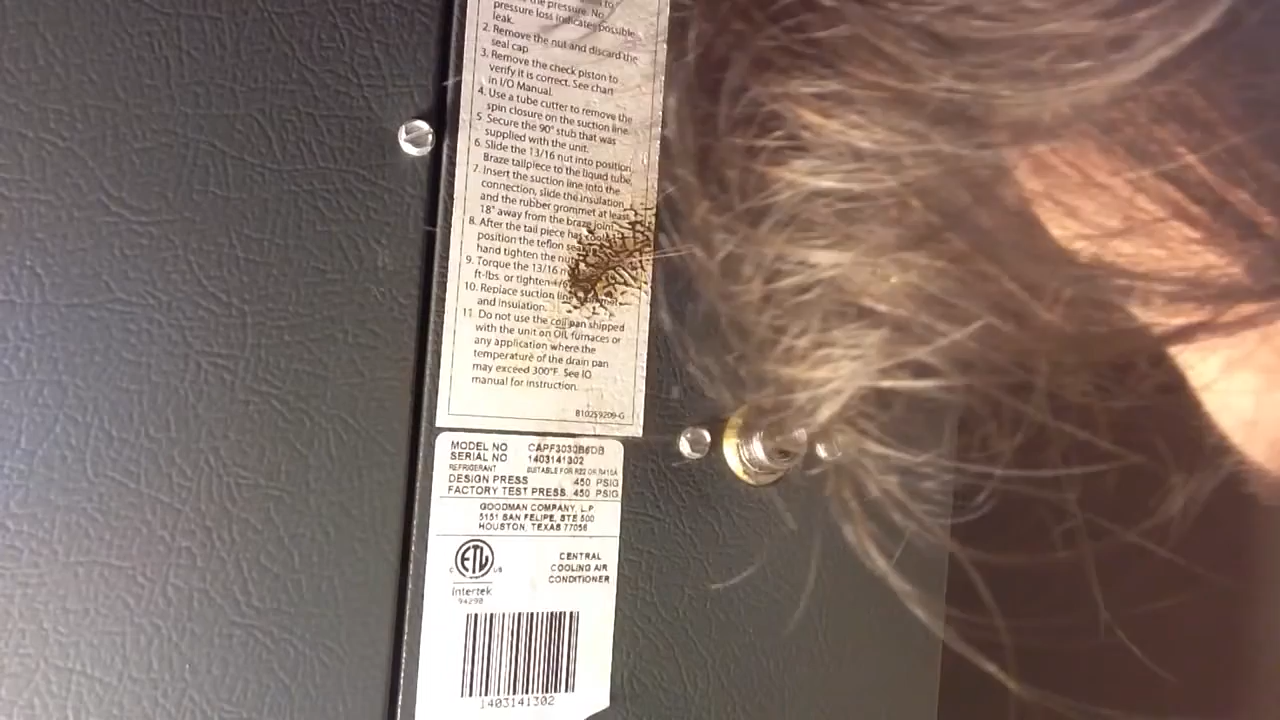 the pressure. No
pressure loss indicates possible
leak.
2. Remove the nut and discard the
seal cap
3. Remove the check piston to
verify it is correct. See chart
in I/O Manual.
4. Use a tube cutter to remove the
spin closure on the suction line.
5 Secure the 90° stub that was
supplied with the unit.
6. Slide the 13/16 nut into position
Braze tailpiece to the liquid tube
7. Insert the suction line into the
connection, slide the insulation
and the rubber grommet at least
18" away from the braze joint.
8. After the tail piece has
position the teflon
hand tighten the
9. Torque the 13/16
ft-lbs. or tighten
10. Replace suction line
and insulation.
11 Do not use the coil pan shipped
with the unit on Oil, furnaces or
any application where the
temperature of the drain pan
may exceed 300°F. See IO
manual for instruction.
B10259209-G
MODEL NO CAPF3030B6DB
SERIAL NO 1403141302
REFRIGERANT SUITABLE FOR R22 OR R410A
DESIGN PRESS 450 PSIG
FACTORY TEST PRESS. 450 PSIG
GOODMAN COMPANY, L.P
5151 SAN FELIPE, STE 500
HOUSTON, TEXAS 77056
C ETL US
Intertek
94290
CENTRAL
COOLING AIR
CONDITIONER
1403141302